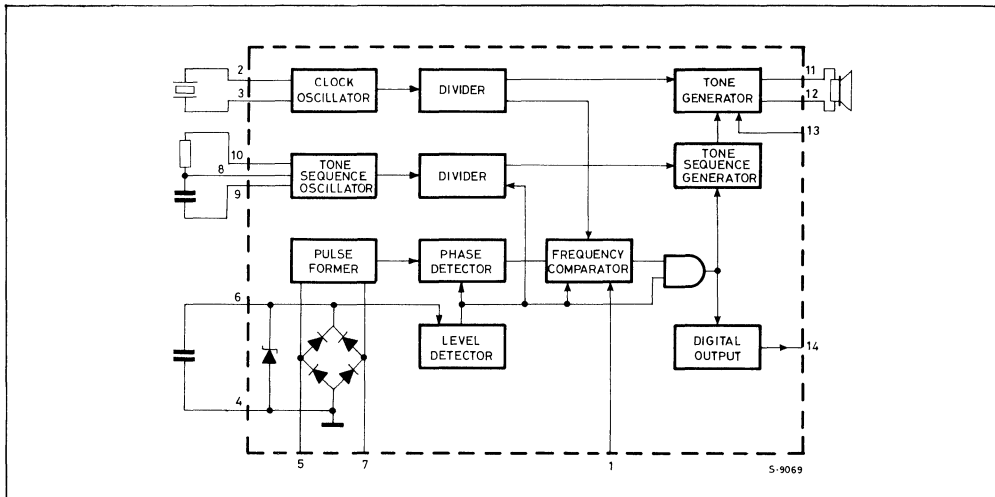 2
3
CLOCK
OSCILLATOR
DIVIDER
TONE
GENERATOR
11
12
13
10
8
9
TONE
SEQUENCE
OSCILLATOR
DIVIDER
TONE
SEQUENCE
GENERATOR
PULSE
FORMER
PHASE
DETECTOR
FREQUENCY
COMPARATOR
6
LEVEL
DETECTOR
DIGITAL
OUTPUT
14
4
5
7
1
S-9069